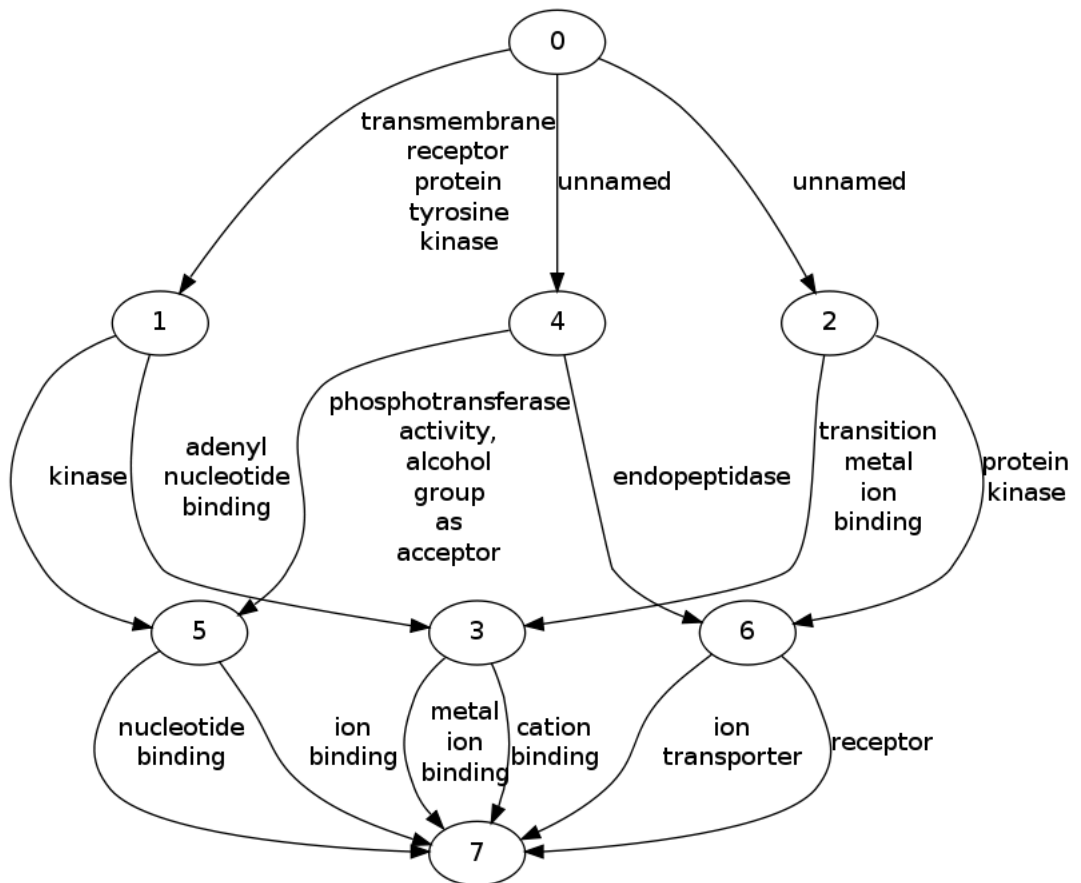 0
transmembrane
receptor
protein
tyrosine
kinase
unnamed
unnamed
1
4
2
kinase
adenyl
nucleotide
binding
phosphotransferase
activity,
alcohol
group
as
acceptor
endopeptidase
transition
metal
ion
binding
protein
kinase
5
3
6
nucleotide
binding
ion
binding
metal
ion
binding
cation
binding
ion
transporter
receptor
7